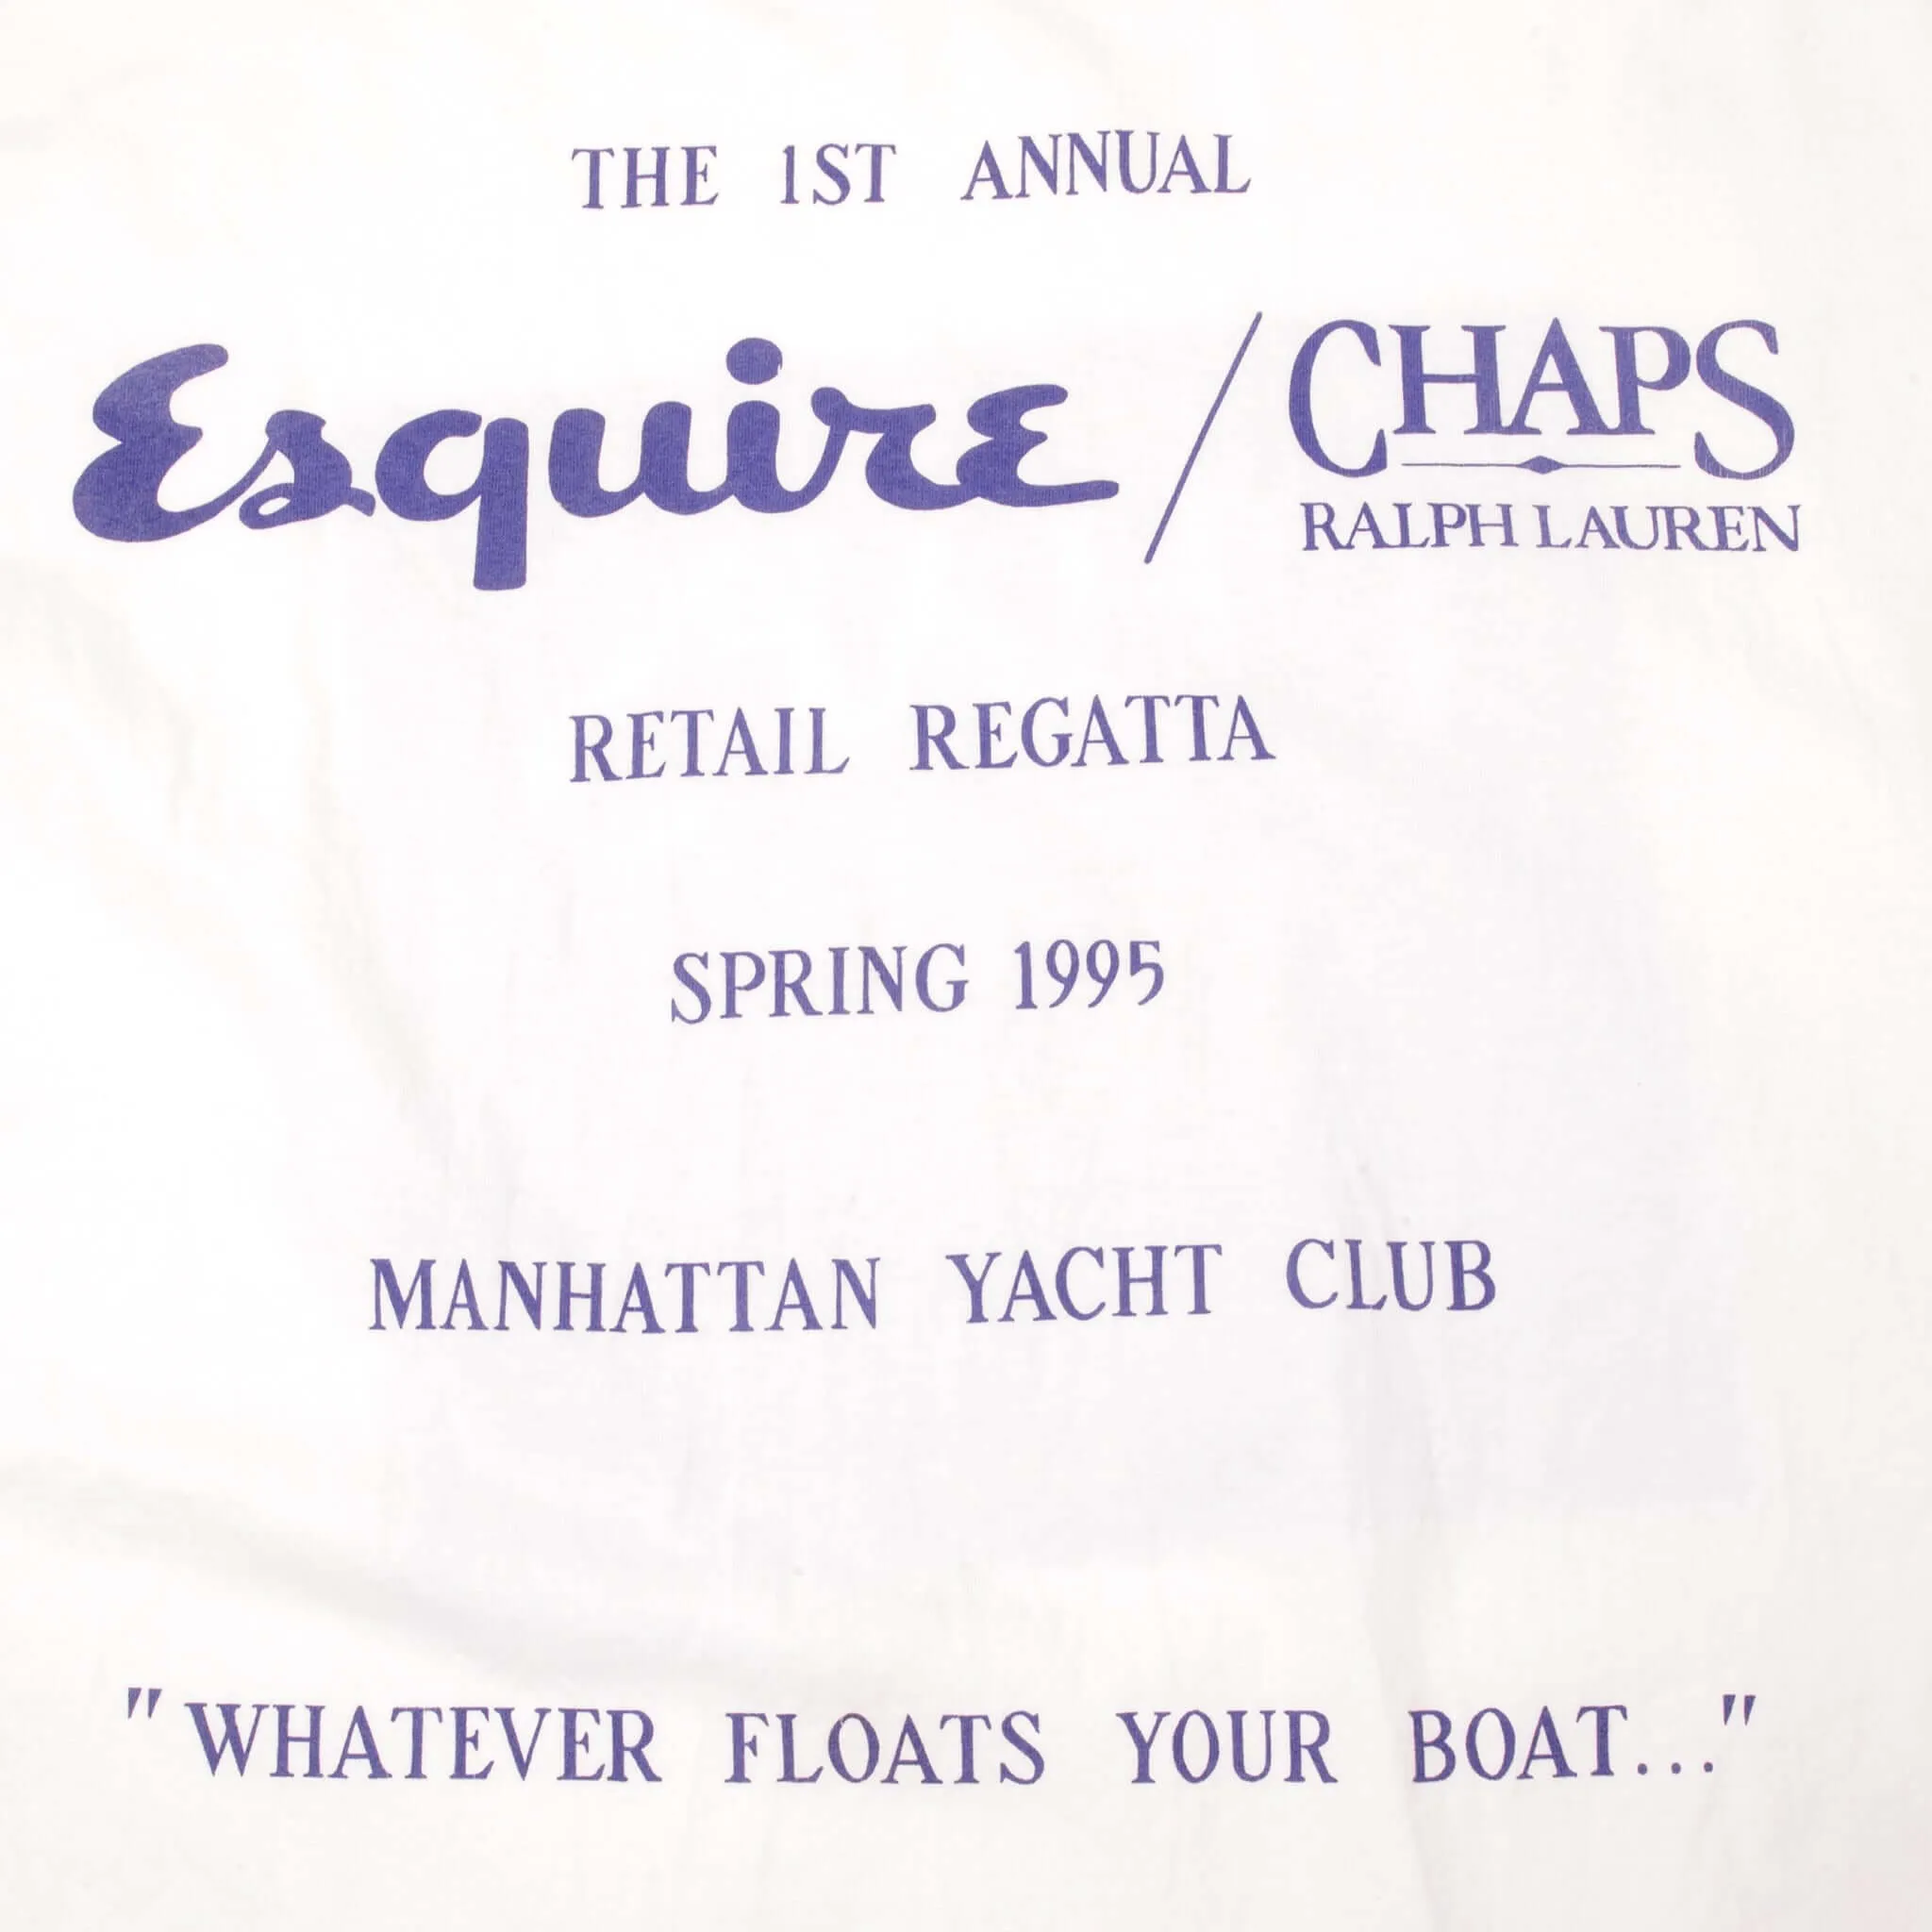 THE 1ST ANNUAL
Esquire / CHAPS
RALPH LAUREN
RETAIL REGATTA
SPRING 1995
MANHATTAN YACHT CLUB
"WHATEVER FLOATS YOUR BOAT..."